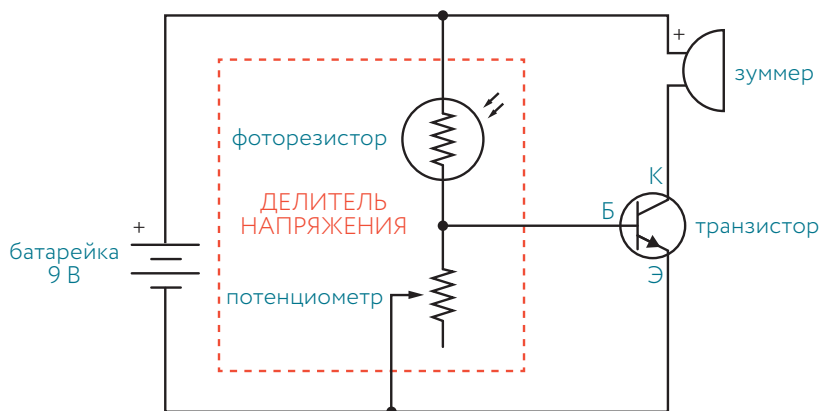 +
зуммер
фоторезистор
К
ДЕЛИТЕЛЬ
НАПРЯЖЕНИЯ
Б
транзистор
+
батарейка
9 В
Э
потенциометр